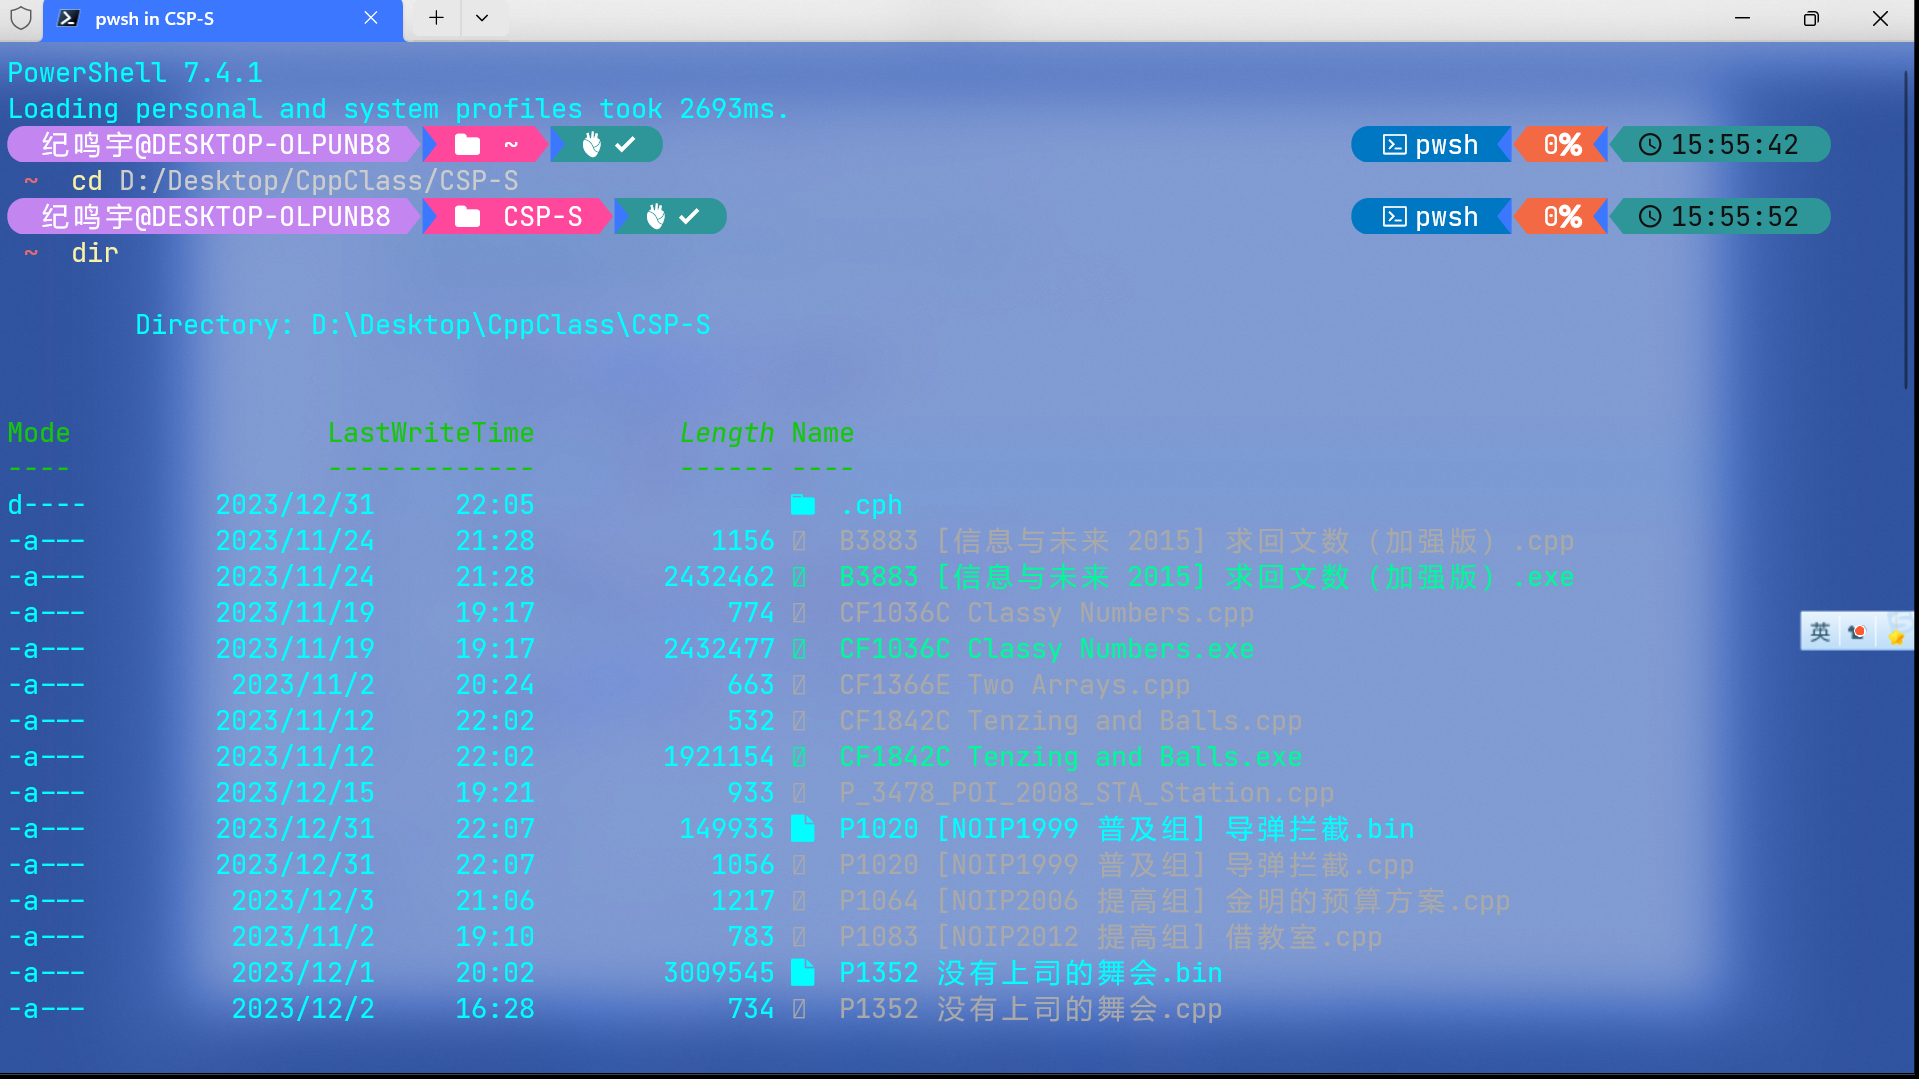 pwsh in CSP-S
PowerShell 7.4.1
Loading personal and system profiles took 2693ms.
纪鸣宇@DESKTOP-OLPUNB8 ~ pwsh 0% 15:55:42
~ cd D:/Desktop/CppClass/CSP-S
纪鸣宇@DESKTOP-OLPUNB8 CSP-S pwsh 0% 15:55:52
~ dir
Directory: D:\Desktop\CppClass\CSP-S
Mode LastWriteTime Length Name
---- ------------- ------ ----
d---- 2023/12/31 22:05 .cph
-a--- 2023/11/24 21:28 1156 B3883 [信息与未来 2015] 求回文数（加强版）.cpp
-a--- 2023/11/24 21:28 2432462 B3883 [信息与未来 2015] 求回文数（加强版）.exe
-a--- 2023/11/19 19:17 774 CF1036C Classy Numbers.cpp
-a--- 2023/11/19 19:17 2432477 CF1036C Classy Numbers.exe
-a--- 2023/11/2 20:24 663 CF1366E Two Arrays.cpp
-a--- 2023/11/12 22:02 532 CF1842C Tenzing and Balls.cpp
-a--- 2023/11/12 22:02 1921154 CF1842C Tenzing and Balls.exe
-a--- 2023/12/15 19:21 933 P_3478_POI_2008_STA_Station.cpp
-a--- 2023/12/31 22:07 149933 P1020 [NOIP1999 普及组] 导弹拦截.bin
-a--- 2023/12/31 22:07 1056 P1020 [NOIP1999 普及组] 导弹拦截.cpp
-a--- 2023/12/3 21:06 1217 P1064 [NOIP2006 提高组] 金明的预算方案.cpp
-a--- 2023/11/2 19:10 783 P1083 [NOIP2012 提高组] 借教室.cpp
-a--- 2023/12/1 20:02 3009545 P1352 没有上司的舞会.bin
-a--- 2023/12/2 16:28 734 P1352 没有上司的舞会.cpp
英